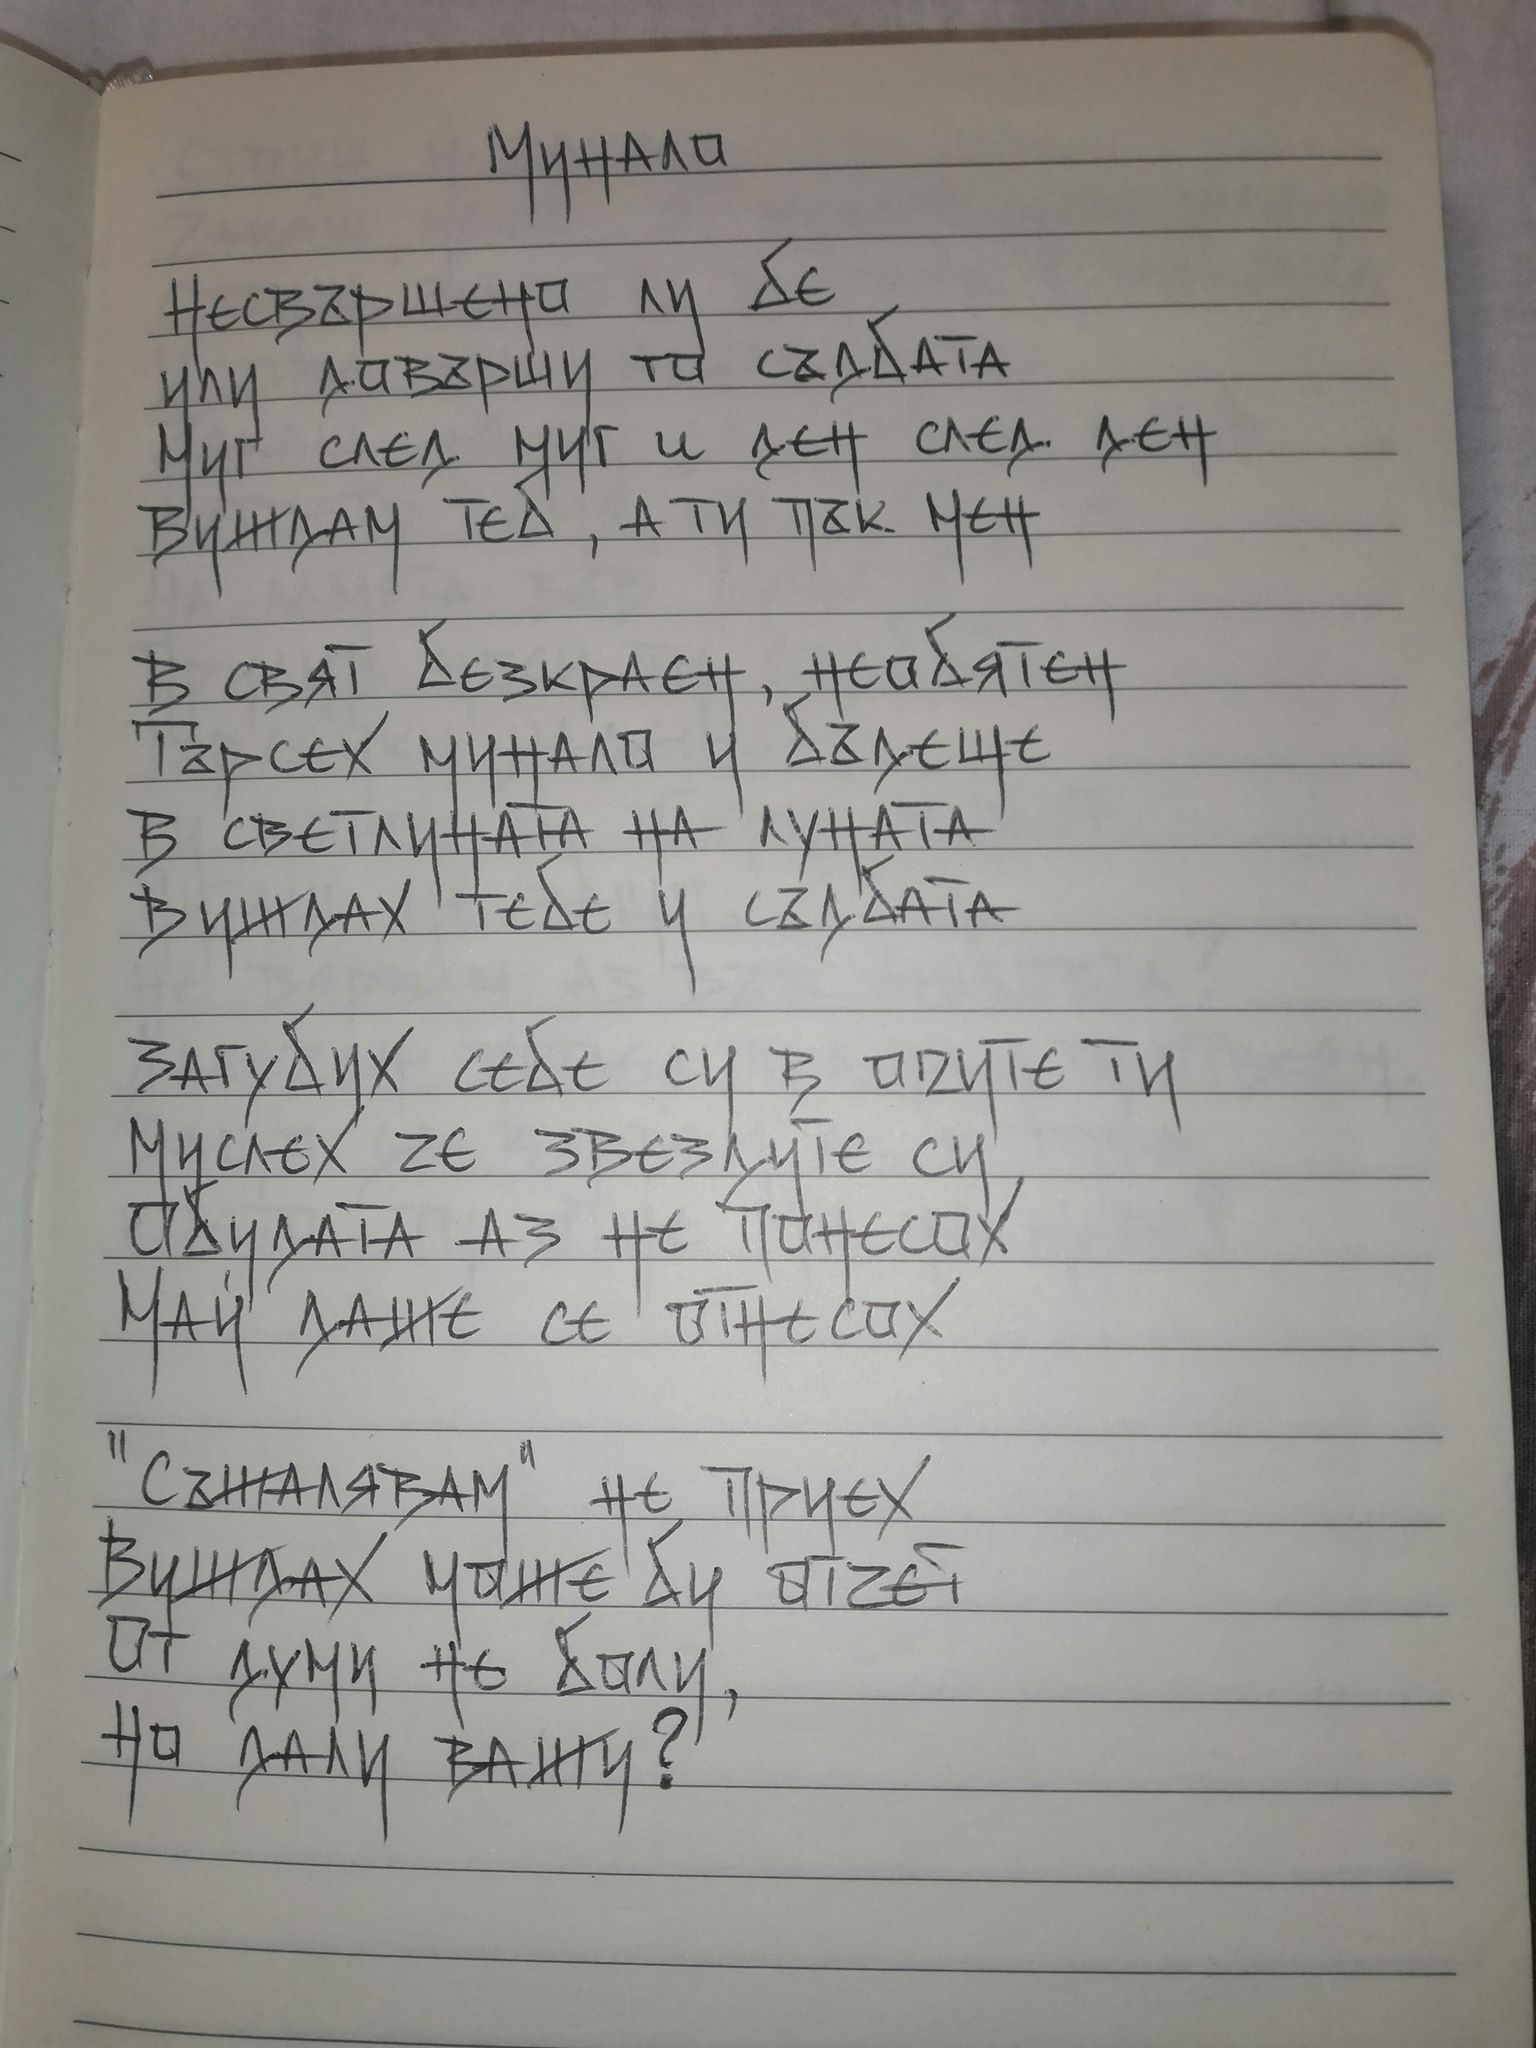 Минало
Несвършено ли бе
или довърши то съдбата
Миг след миг и ден след ден
Виждам теб, а ти пак мен
В свят безкраен, необятен
Търсех минало и бъдеще
В светлината на луната
Виждах тебе и съдбата
Загубих себе си в очите ти
Мислех че звездите си
Обидата аз не понесох
Май даже се отнесох
"Съжалявам" не приех
Виждах може би отчет
От думи не боли,
Но дали важи?